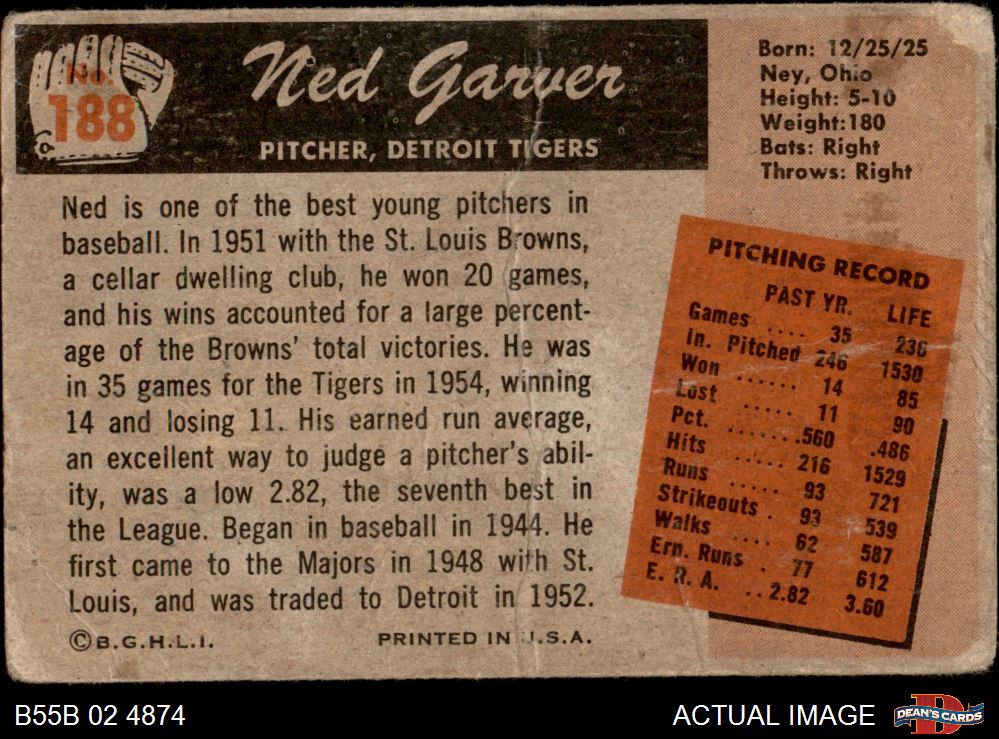 No.
188
Ned Garver
PITCHER, DETROIT TIGERS
Born: 12/25/25
Ney, Ohio
Height: 5-10
Weight:180
Bats: Right
Throws: Right
Ned is one of the best young pitchers in
baseball. In 1951 with the St. Louis Browns,
a cellar dwelling club, he won 20 games,
and his wins accounted for a large percent-
age of the Browns' total victories. He was
in 35 games for the Tigers in 1954, winning
14 and losing 11. His earned run average,
an excellent way to judge a pitcher's abil-
ity, was a low 2.82, the seventh best in
the League. Began in baseball in 1944. He
first came to the Majors in 1948 with St.
Louis, and was traded to Detroit in 1952.
©B.G.H.L.I. PRINTED IN U.S.A.
PITCHING RECORD
PAST YR. LIFE
Games .... 35 236
In. Pitched 246 1530
Won ...... 14 85
Lost ..... 11 90
Pct. .......560 .486
Hits ..... 216 1529
Runs ..... 93 721
Strikeouts . 93 539
Walks .... 62 587
Ern. Runs . 77 612
E. R. A. ..2.82 3.60
B55B 02 4874
ACTUAL IMAGE
DEAN'S CARDS